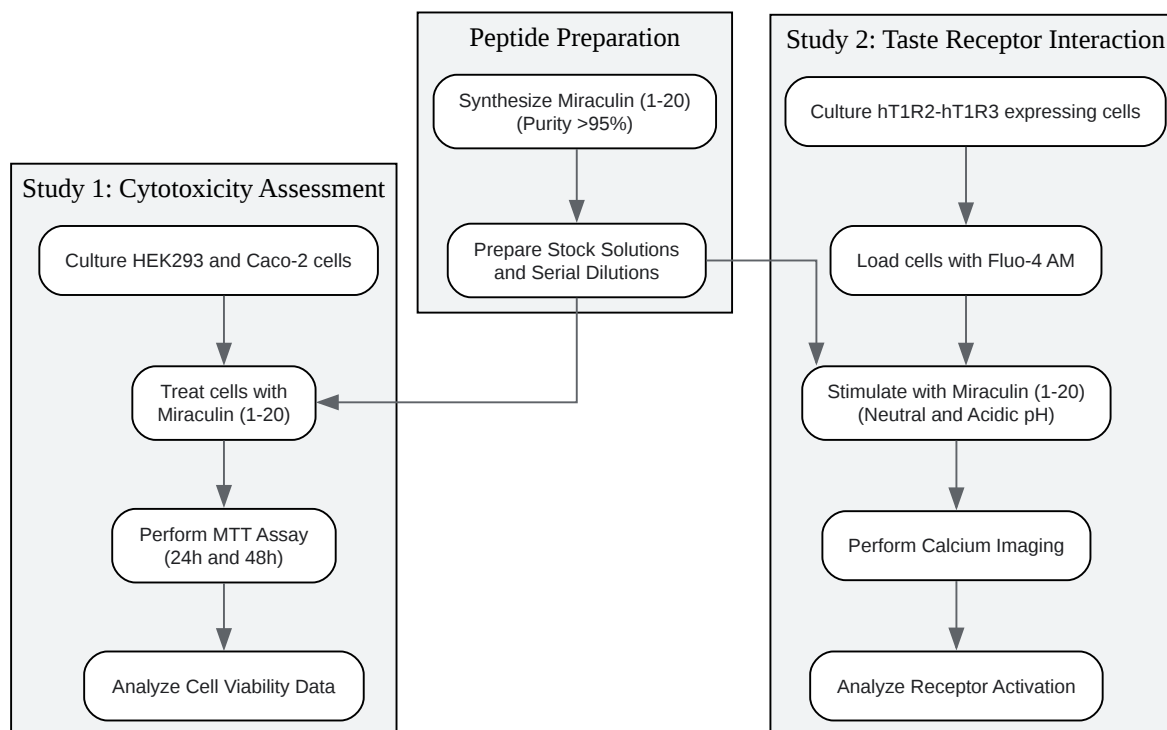 Peptide Preparation
Synthesize Miraculin (1-20)
(Purity >95%)
Prepare Stock Solutions
and Serial Dilutions
Study 1: Cytotoxicity Assessment
Culture HEK293 and Caco-2 cells
Treat cells with
Miraculin (1-20)
Perform MTT Assay
(24h and 48h)
Analyze Cell Viability Data
Study 2: Taste Receptor Interaction
Culture hT1R2-hT1R3 expressing cells
Load cells with Fluo-4 AM
Stimulate with Miraculin (1-20)
(Neutral and Acidic pH)
Perform Calcium Imaging
Analyze Receptor Activation